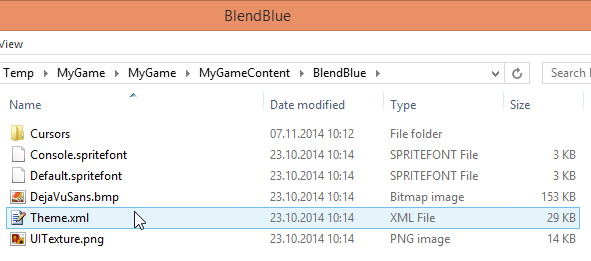 BlendBlue
View
Temp MyGame MyGame MyGameContent BlendBlue Search
Name Date modified Type Size
Cursors 07.11.2014 10:12 File folder
Console.spritefont 23.10.2014 10:14 SPRITEFONT File 3 KB
Default.spritefont 23.10.2014 10:14 SPRITEFONT File 3 KB
DejaVuSans.bmp 23.10.2014 10:14 Bitmap image 153 KB
Theme.xml 23.10.2014 10:14 XML File 29 KB
UITexture.png 23.10.2014 10:14 PNG image 14 KB